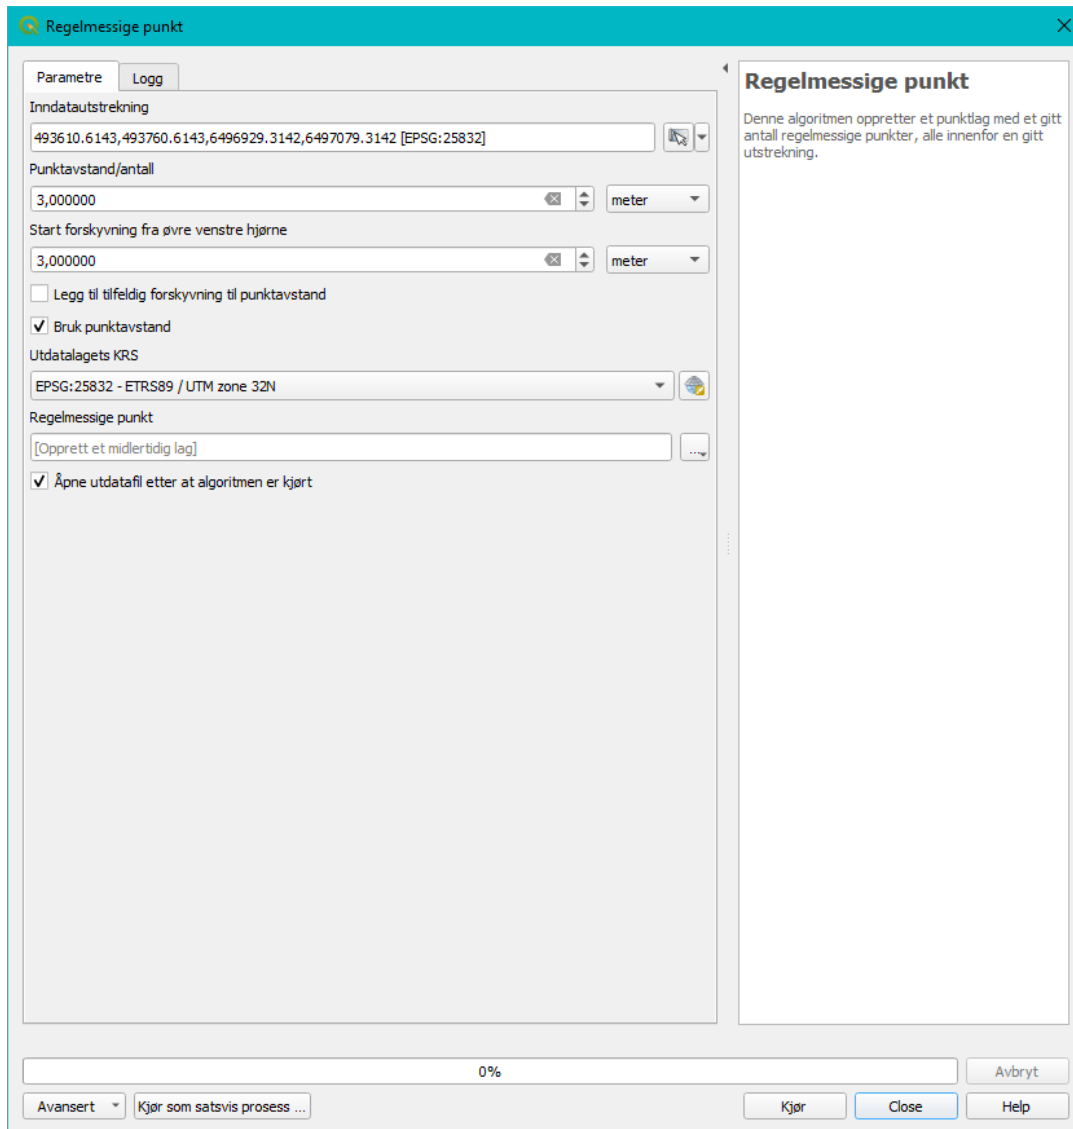 Regelmessige punkt
Parametre
Logg
Inndatautstrekning
493610.6143,493760.6143,6496929.3142,6497079.3142 [EPSG:25832]
Punktavstand/antall
3,000000
meter
Start forskyvning fra øvre venstre hjørne
3,000000
meter
Legg til tilfeldig forskyvning til punktavstand
Bruk punktavstand
Utdatalagets KRS
EPSG:25832 - ETRS89 / UTM zone 32N
Regelmessige punkt
[Opprett et midlertidig lag]
...
Åpne utdatafil etter at algoritmen er kjørt
Regelmessige punkt
Denne algoritmen oppretter et punktlag med et gitt
antall regelmessige punkter, alle innenfor en gitt
utstrekning.
0%
Avbryt
Avansert
Kjør som satsvis prosess ...
Kjør
Close
Help